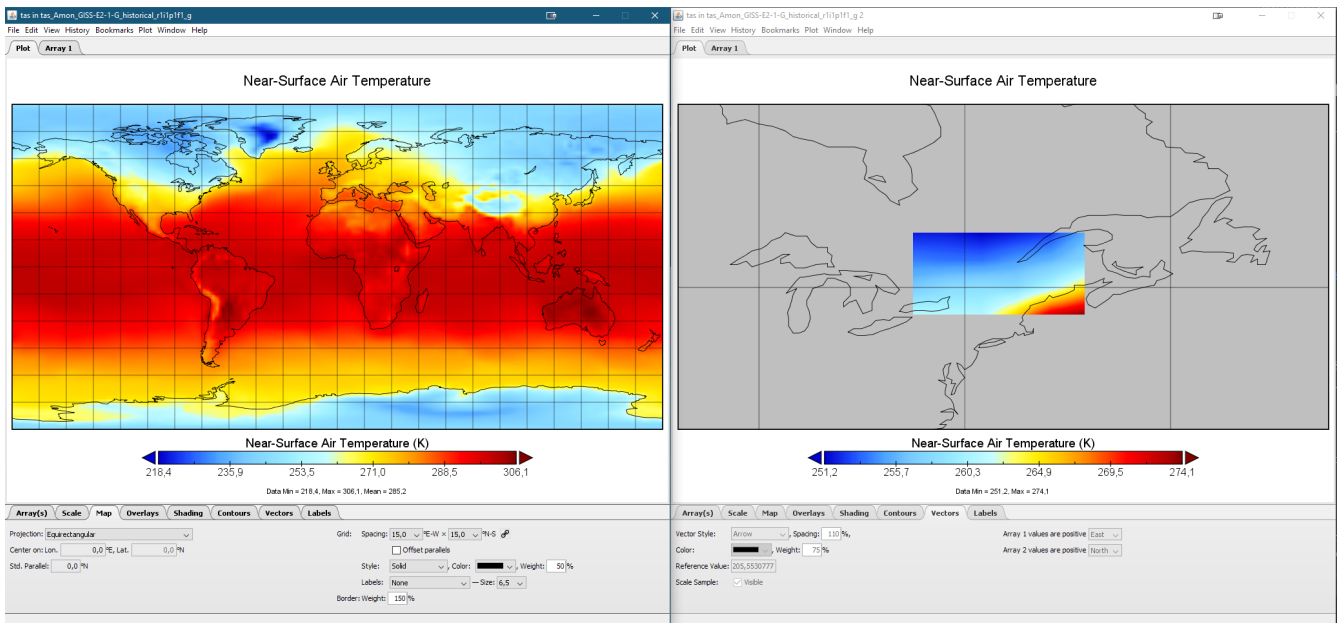 tas in tas_Amon_GISS-E2-1-G_historical_r1i1p1f1_g
File Edit View History Bookmarks Plot Window Help
Plot Array 1
Near-Surface Air Temperature
Near-Surface Air Temperature (K)
218,4 235,9 253,5 271,0 288,5 306,1
Data Min = 218,4, Max = 306,1, Mean = 285,2
Array(s) Scale Map Overlays Shading Contours Vectors Labels
Projection: Equirectangular Grid: Spacing: 15,0 °E-W × 15,0 °N-S
Center on: Lon. 0,0 °E, Lat. 0,0 °N Offset parallels
Std. Parallel: 0,0 °N Style: Solid , Color: , Weight: 50 %
Labels: None — Size: 6,5
Border: Weight: 150 %
tas in tas_Amon_GISS-E2-1-G_historical_r1i1p1f1_g 2
File Edit View History Bookmarks Plot Window Help
Plot Array 1
Near-Surface Air Temperature
Near-Surface Air Temperature (K)
251,2 255,7 260,3 264,9 269,5 274,1
Data Min = 251,2, Max = 274,1
Array(s) Scale Map Overlays Shading Contours Vectors Labels
Vector Style: Arrow , Spacing: 110 %, Array 1 values are positive East
Color: , Weight: 75 % Array 2 values are positive North
Reference Value: 205,5530777
Scale Sample: Visible